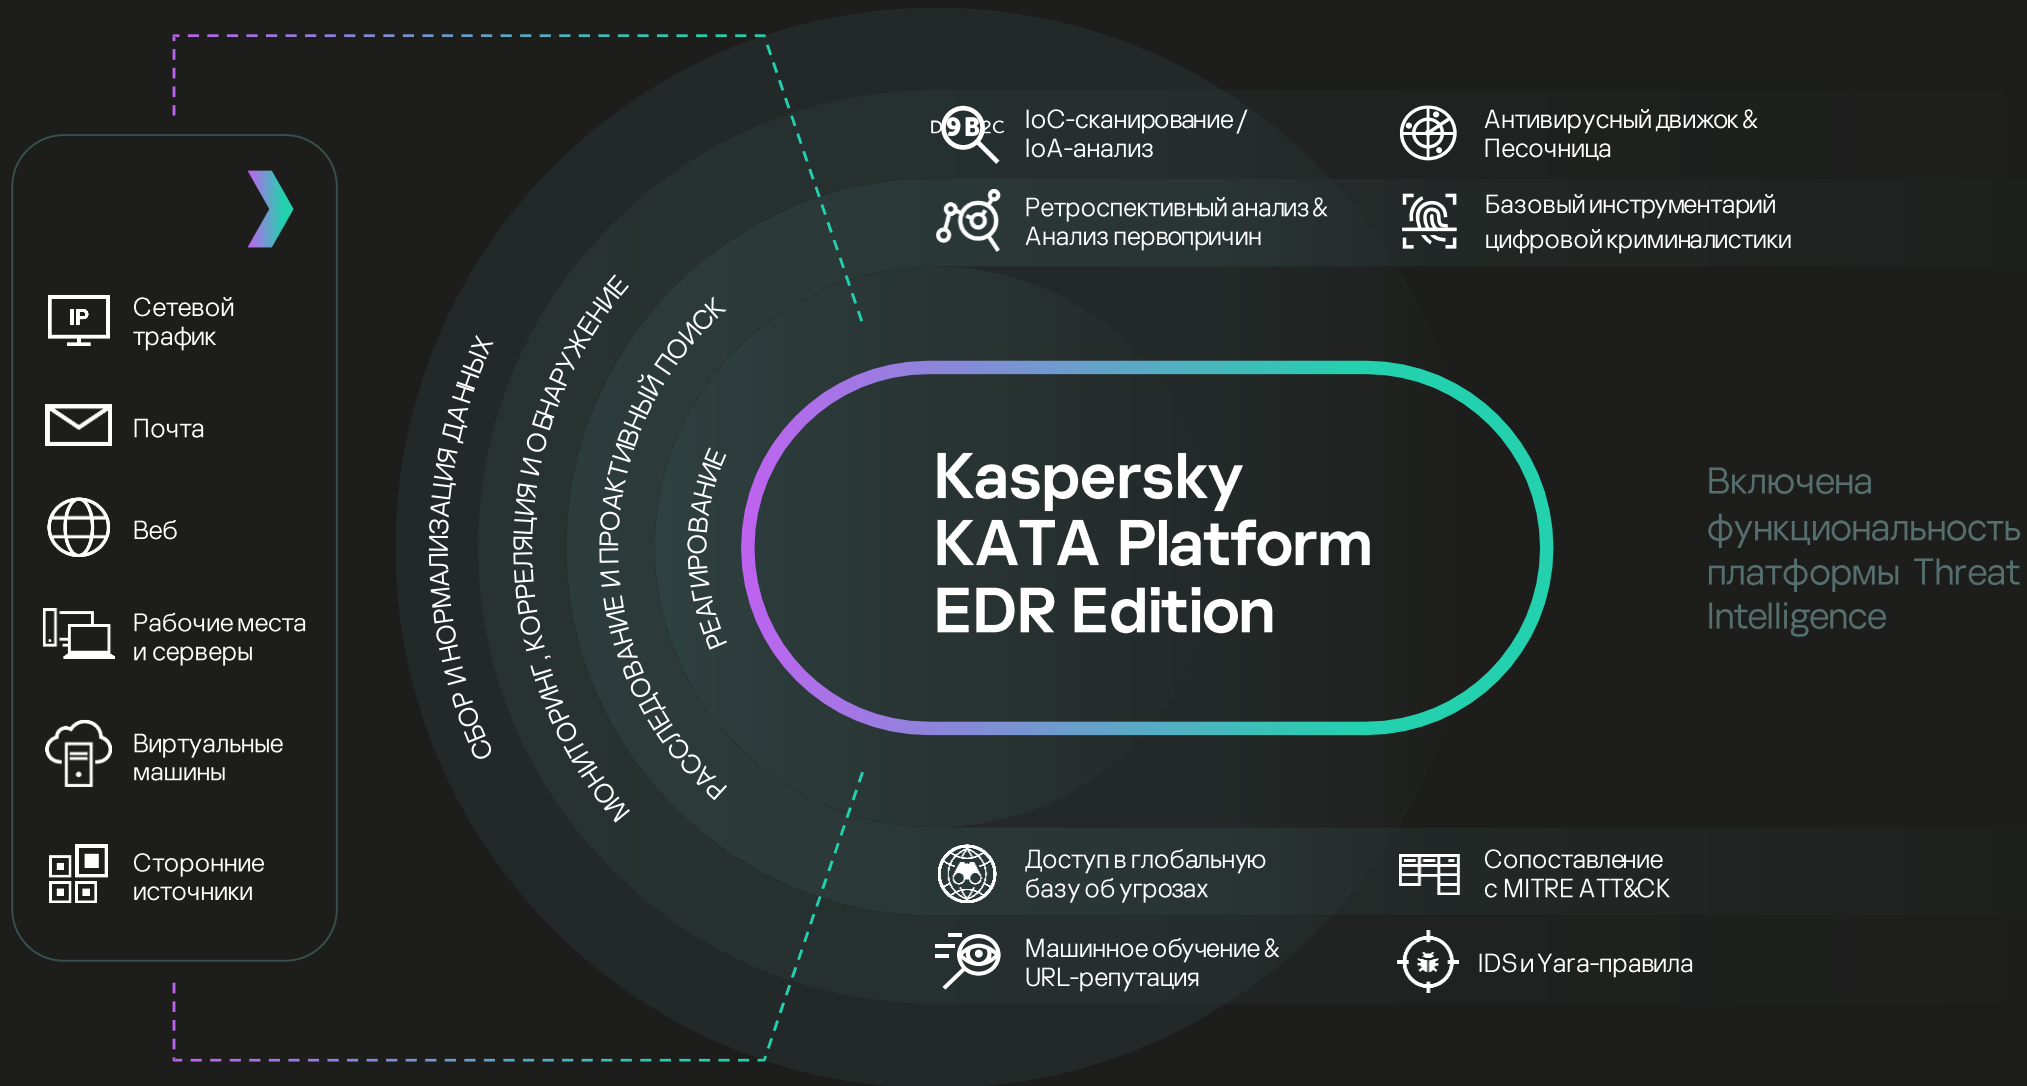 Сетевой
трафик
Почта
Веб
Рабочие места
и серверы
Виртуальные
машины
Сторонние
источники
СБОР И НОРМАЛИЗАЦИЯ ДАННЫХ
МОНИТОРИНГ, КОРРЕЛЯЦИЯ И ОБНАРУЖЕНИЕ
РАССЛЕДОВАНИЕ И ПРОАКТИВНЫЙ ПОИСК
РЕАГИРОВАНИЕ
D9B2C
IoC-сканирование /
IoA-анализ
Антивирусный движок &
Песочница
Ретроспективный анализ &
Анализ первопричин
Базовый инструментарий
цифровой криминалистики
Kaspersky
KATA Platform
EDR Edition
Включена
функциональность
платформы Threat
Intelligence
Доступ в глобальную
базу об угрозах
Сопоставление
с MITRE ATT&CK
Машинное обучение &
URL-репутация
IDS и Yara-правила
IP